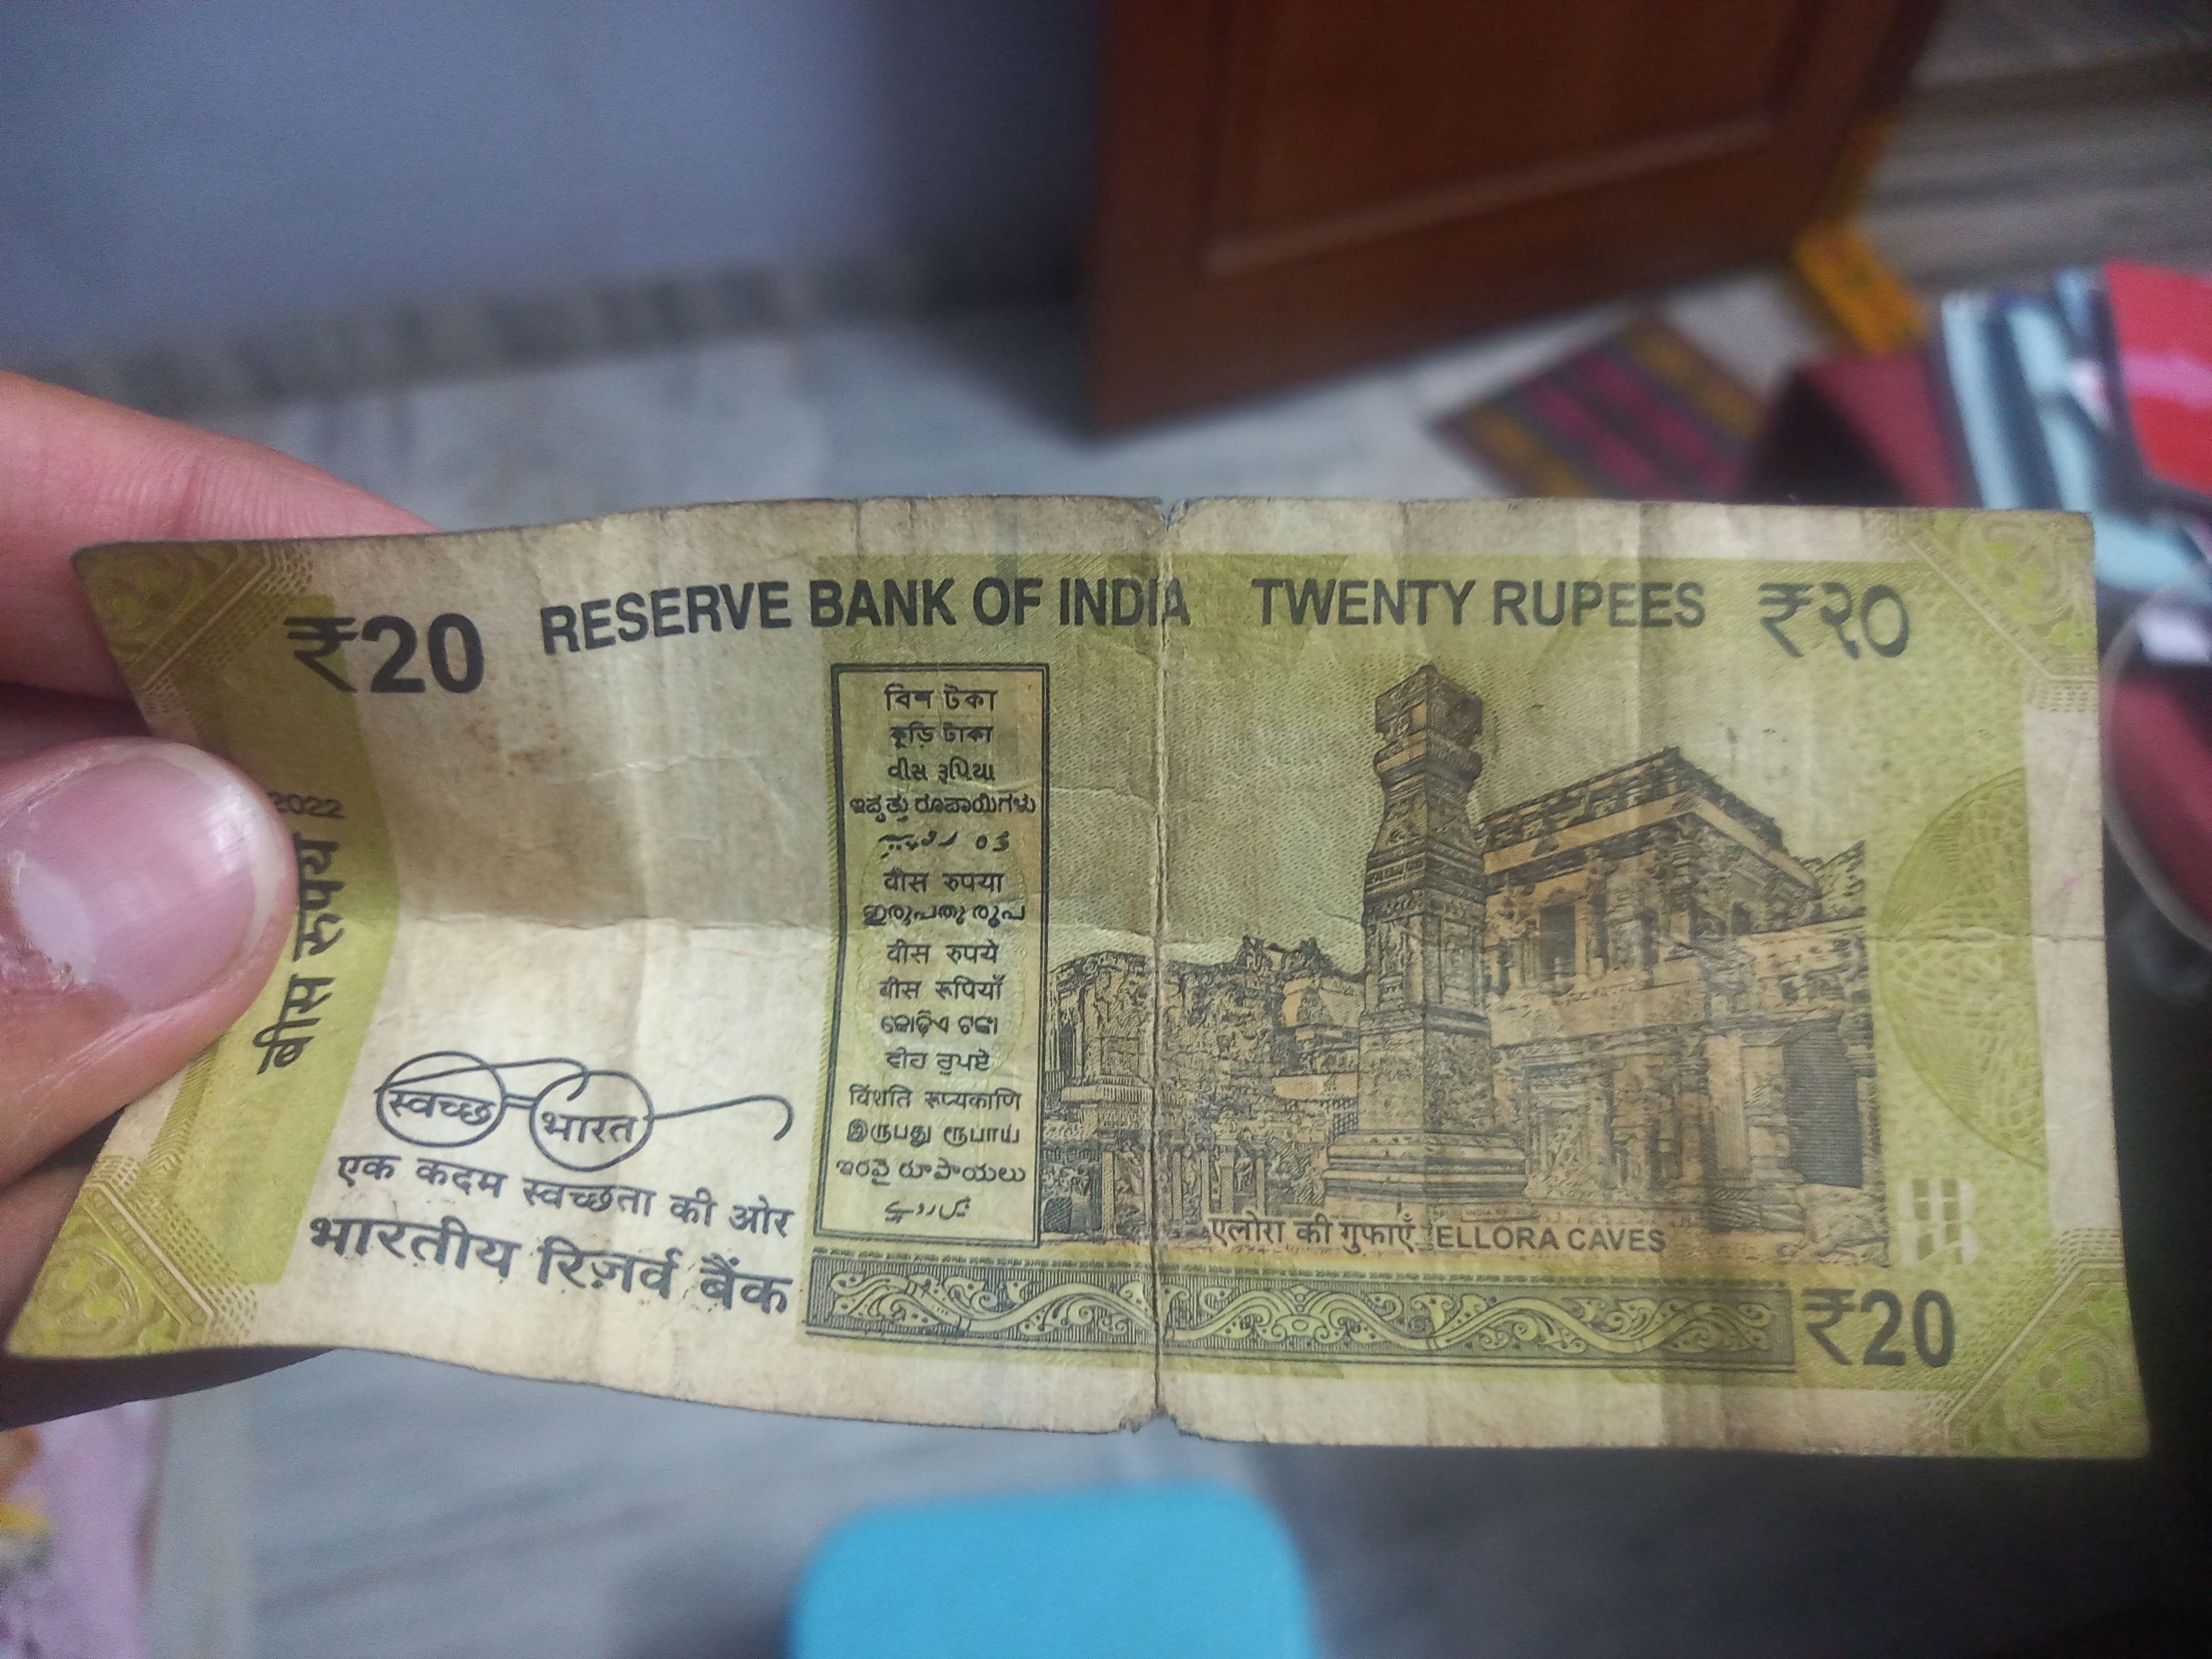 ₹20 RESERVE BANK OF INDIA TWENTY RUPEES ₹२०
2022
बीस रुपये
বিশ টকা
কুড়ি টাকা
વીસ રૂપિયા
ಇಪ್ಪತ್ತು ರೂಪಾಯಿಗಳು
वीस रुपया
ഇരുപതു രൂപ
वीस रुपये
बीस रूपियाँ
କୋଡ଼ିଏ ଟଙ୍କା
ਵੀਹ ਰੁਪਏ
विंशति रूप्यकाणि
இருபது ரூபாய்
ఇరవై రూపాయలు
स्वच्छ भारत
एक कदम स्वच्छता की ओर
भारतीय रिज़र्व बैंक
एलोरा की गुफाएँ ELLORA CAVES
₹20